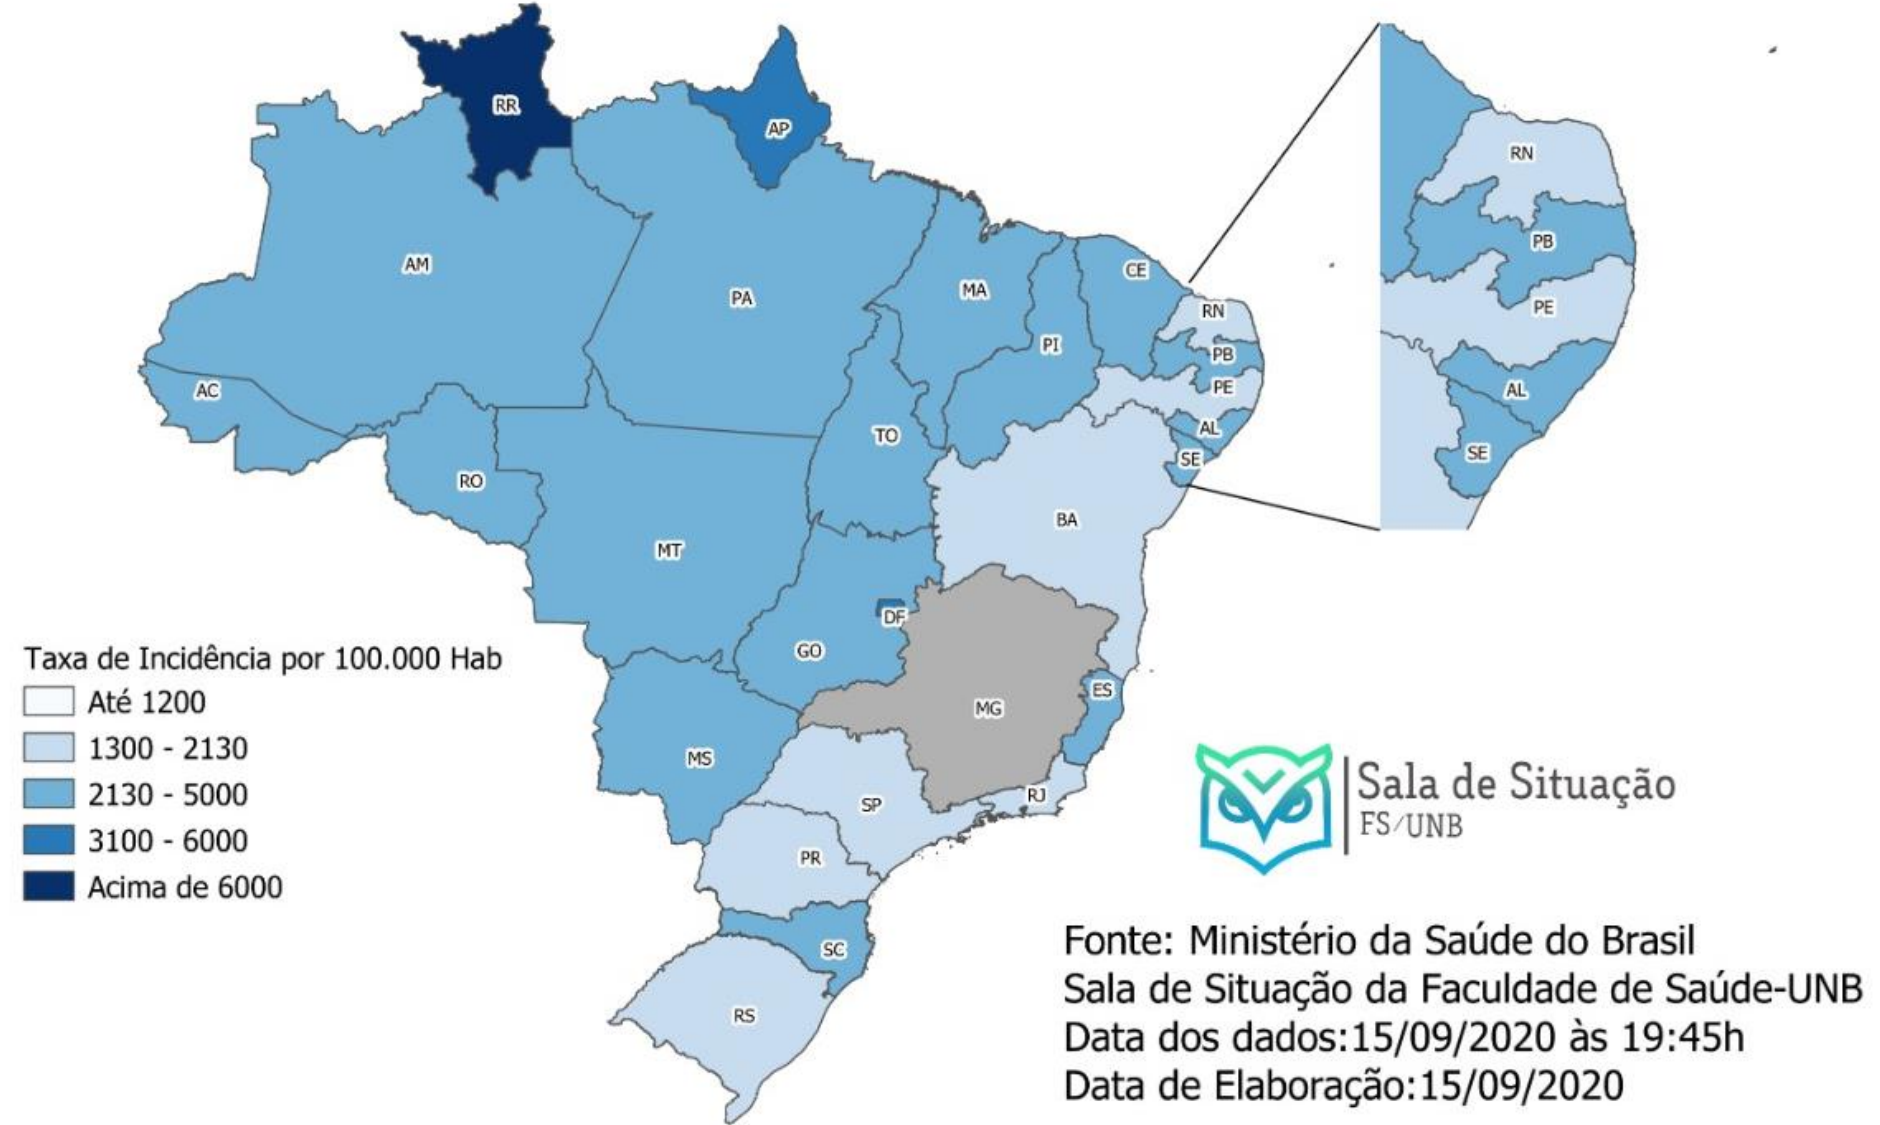 RR
AP
AM
PA
MA
CE
RN
PI
PB
PE
AC
AL
TO
SE
RO
BA
MT
DF
GO
ES
MG
MS
SP
RJ
PR
SC
RS
RN
PB
PE
AL
SE
Taxa de Incidência por 100.000 Hab
Até 1200
1300 - 2130
2130 - 5000
3100 - 6000
Acima de 6000
Sala de Situação
FS/UNB
Fonte: Ministério da Saúde do Brasil
Sala de Situação da Faculdade de Saúde-UNB
Data dos dados:15/09/2020 às 19:45h
Data de Elaboração:15/09/2020